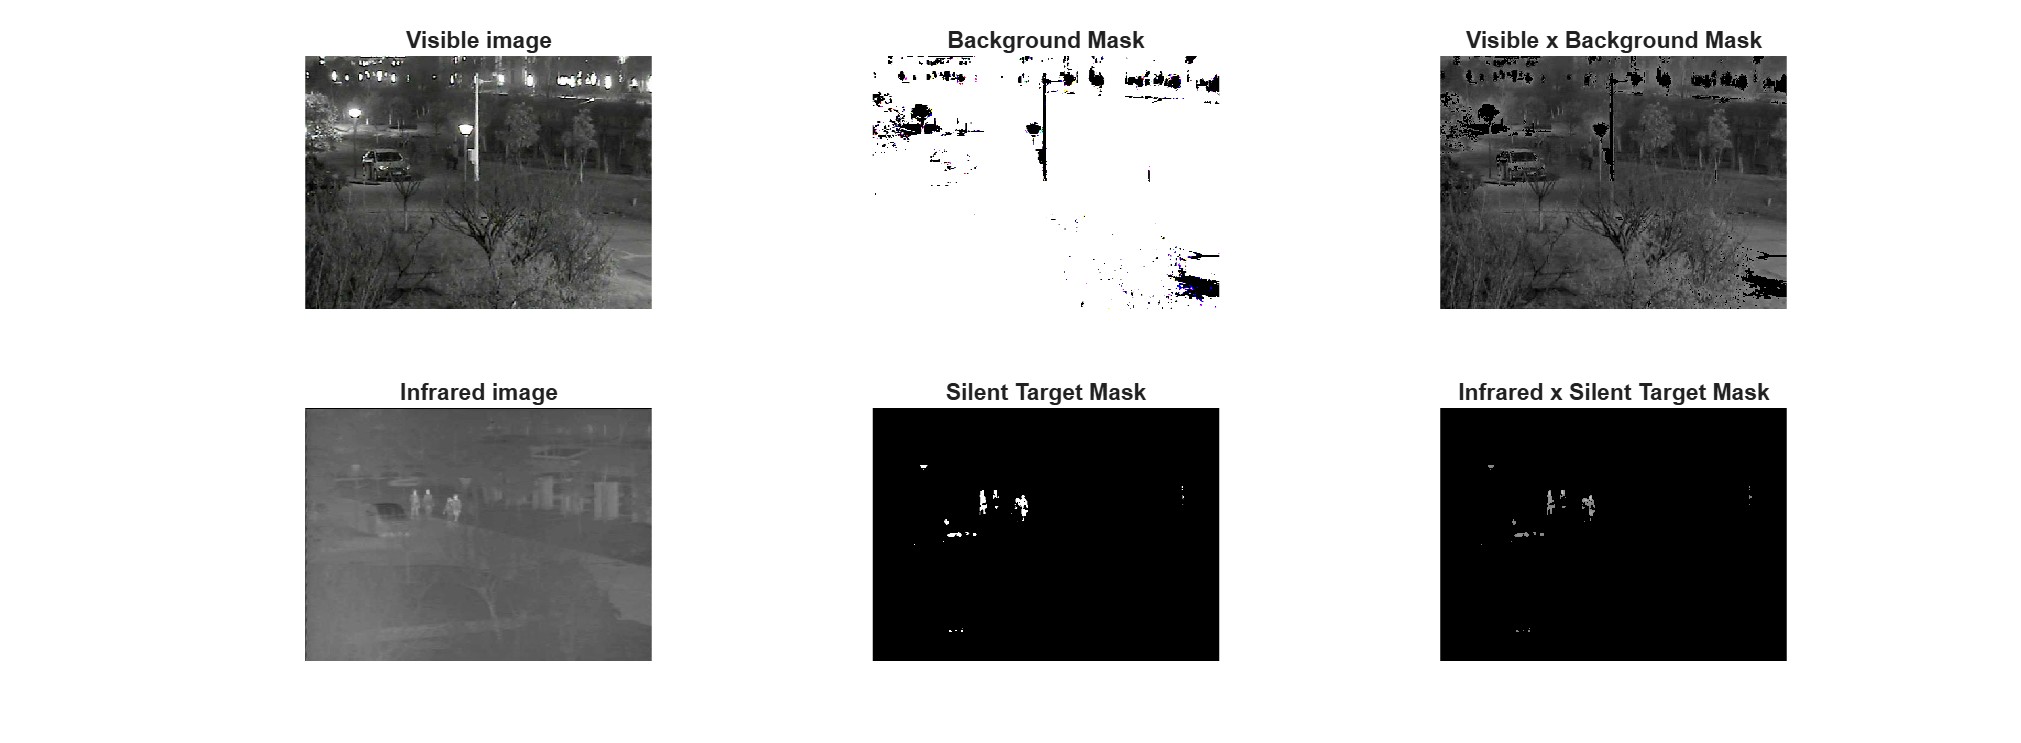 Visible image
Background Mask
Visible x Background Mask
Infrared image
Silent Target Mask
Infrared x Silent Target Mask